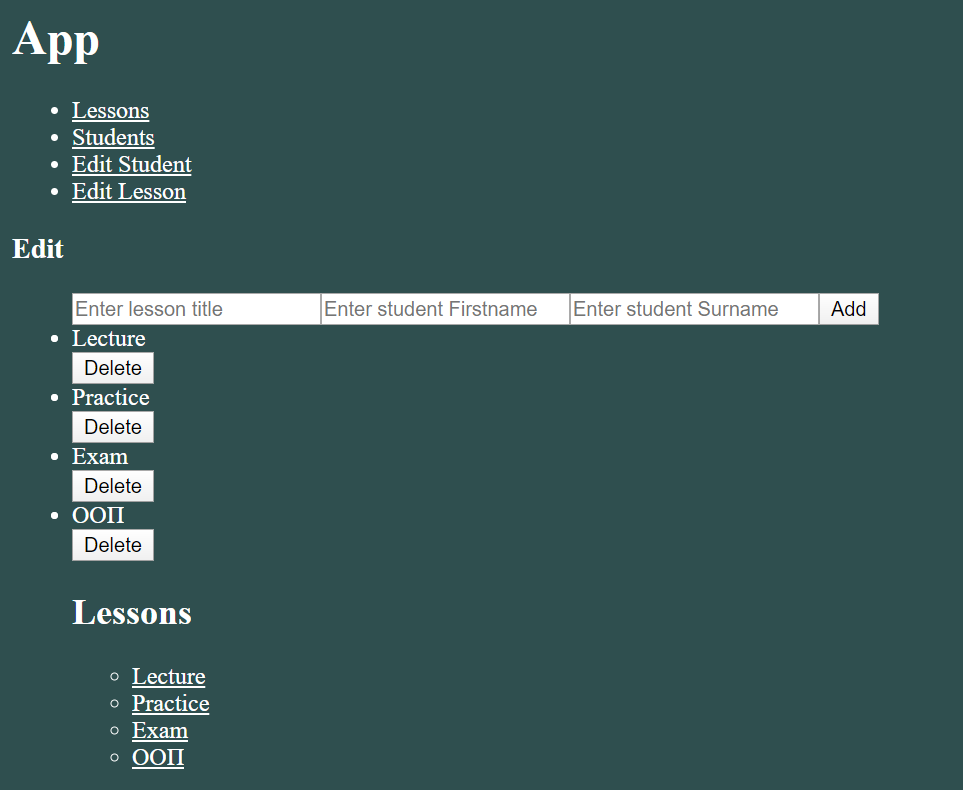 App
Lessons
Students
Edit Student
Edit Lesson
Edit
Enter lesson title Enter student Firstname Enter student Surname Add
Lecture
Delete
Practice
Delete
Exam
Delete
ООП
Delete
Lessons
Lecture
Practice
Exam
ООП